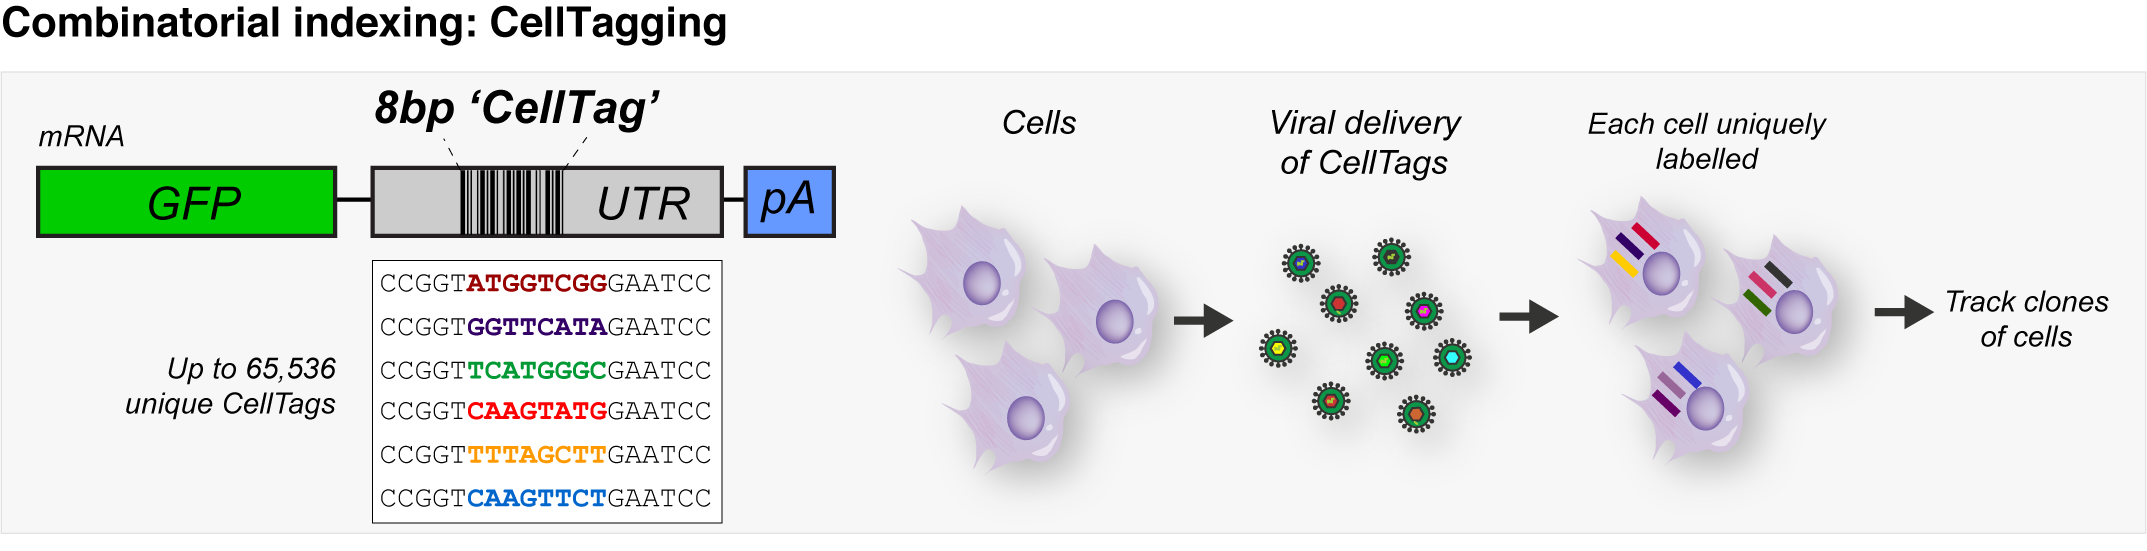 Combinatorial indexing: CellTagging
8bp ‘CellTag’
mRNA
GFP
UTR
pA
Up to 65,536
unique CellTags
CCGGTATGGTCGGGAATCC
CCGGTGGTTCATAGAATCC
CCGGTTCATGGGCGAATCC
CCGGTCAAGTATGGAATCC
CCGGTTTTAGCTTGAATCC
CCGGTCAAGTTCTGAATCC
Cells
Viral delivery
of CellTags
Each cell uniquely
labelled
Track clones
of cells